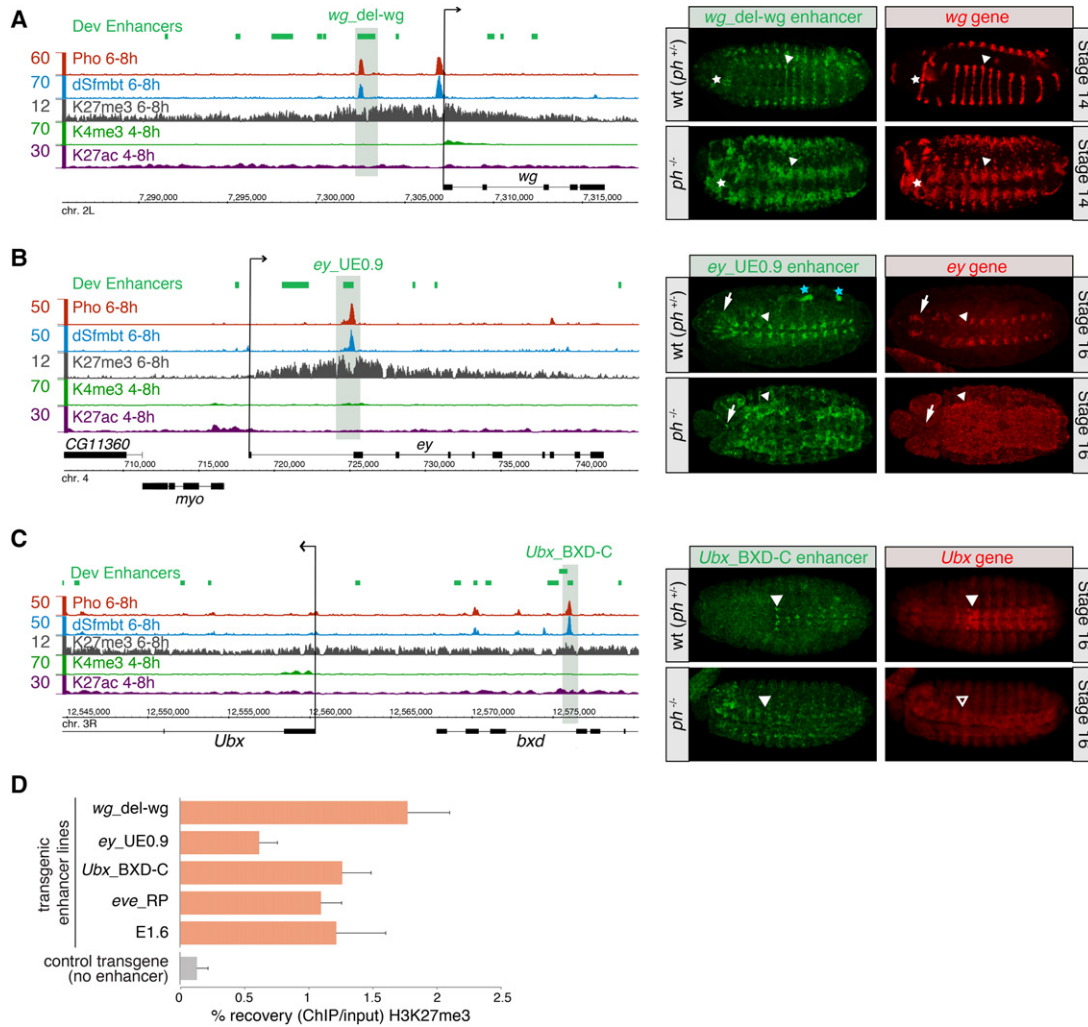 A
Dev Enhancers
wg_del-wg
60 Pho 6-8h
70 dSfmbt 6-8h
12 K27me3 6-8h
70 K4me3 4-8h
30 K27ac 4-8h
wg
7,290,000 7,295,000 7,300,000 7,305,000 7,310,000 7,315,000
chr. 2L
wg_del-wg enhancer
wg gene
wt (ph+/-)
Stage 14
ph-/-
Stage 14
B
ey_UE0.9
Dev Enhancers
50 Pho 6-8h
50 dSfmbt 6-8h
12 K27me3 6-8h
70 K4me3 4-8h
30 K27ac 4-8h
CG11360
ey
710,000 715,000 720,000 725,000 730,000 735,000 740,000
chr. 4
myo
ey_UE0.9 enhancer
ey gene
wt (ph+/-)
Stage 16
ph-/-
Stage 16
C
Ubx_BXD-C
Dev Enhancers
50 Pho 6-8h
50 dSfmbt 6-8h
12 K27me3 6-8h
70 K4me3 4-8h
30 K27ac 4-8h
12,545,000 12,550,000 12,555,000 12,560,000 12,565,000 12,570,000 12,575,000
chr. 3R
Ubx
bxd
Ubx_BXD-C enhancer
Ubx gene
wt (ph+/-)
Stage 16
ph-/-
Stage 16
D
transgenic
enhancer lines
wg_del-wg
ey_UE0.9
Ubx_BXD-C
eve_RP
E1.6
control transgene
(no enhancer)
0 0.5 1 1.5 2 2.5
% recovery (ChIP/input) H3K27me3